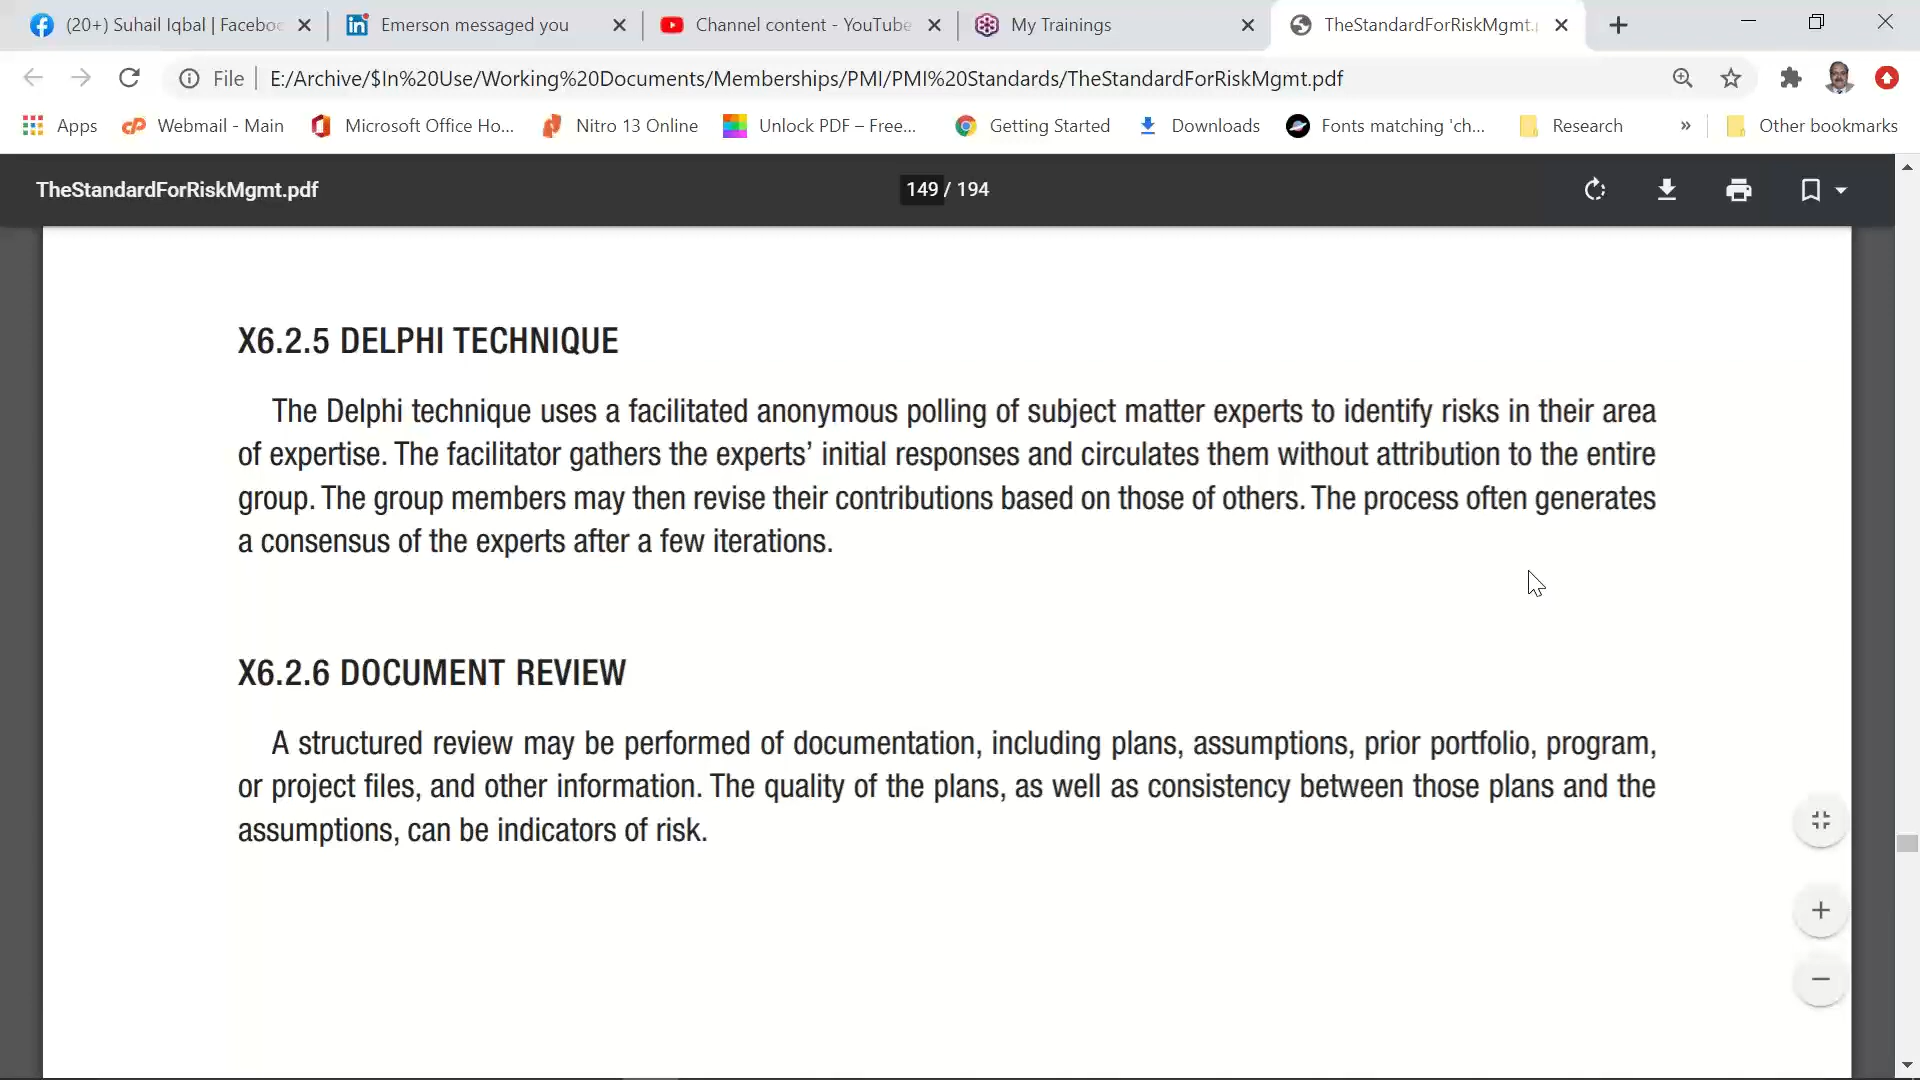 (20+) Suhail Iqbal | Faceboo
Emerson messaged you
Channel content - YouTube
My Trainings
TheStandardForRiskMgmt.
File
E:/Archive/$In%20Use/Working%20Documents/Memberships/PMI/PMI%20Standards/TheStandardForRiskMgmt.pdf
Apps
Webmail - Main
Microsoft Office Ho...
Nitro 13 Online
Unlock PDF – Free...
Getting Started
Downloads
Fonts matching 'ch...
Research
»
Other bookmarks
TheStandardForRiskMgmt.pdf
149 / 194
X6.2.5 DELPHI TECHNIQUE
The Delphi technique uses a facilitated anonymous polling of subject matter experts to identify risks in their area
of expertise. The facilitator gathers the experts’ initial responses and circulates them without attribution to the entire
group. The group members may then revise their contributions based on those of others. The process often generates
a consensus of the experts after a few iterations.
X6.2.6 DOCUMENT REVIEW
A structured review may be performed of documentation, including plans, assumptions, prior portfolio, program,
or project files, and other information. The quality of the plans, as well as consistency between those plans and the
assumptions, can be indicators of risk.